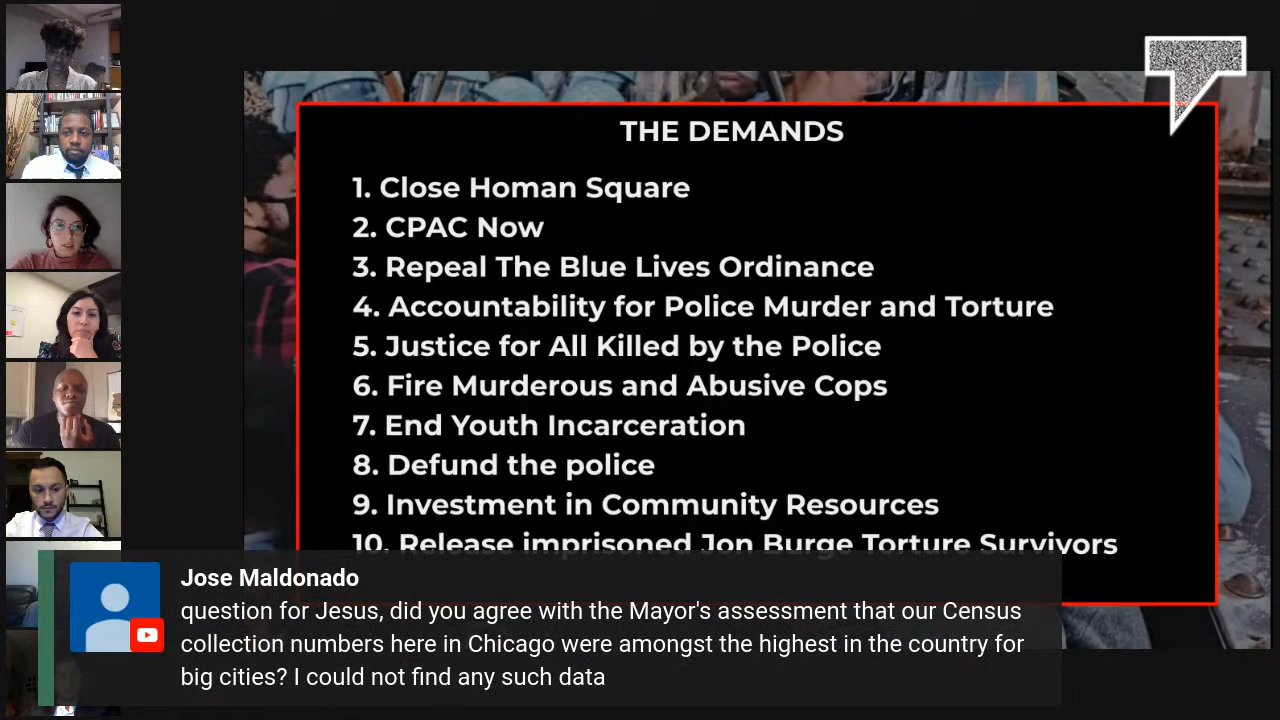 THE DEMANDS
1. Close Homan Square
2. CPAC Now
3. Repeal The Blue Lives Ordinance
4. Accountability for Police Murder and Torture
5. Justice for All Killed by the Police
6. Fire Murderous and Abusive Cops
7. End Youth Incarceration
8. Defund the police
9. Investment in Community Resources
10. Release imprisoned Jon Burge Torture Survivors
Jose Maldonado
question for Jesus, did you agree with the Mayor's assessment that our Census
collection numbers here in Chicago were amongst the highest in the country for
big cities? I could not find any such data